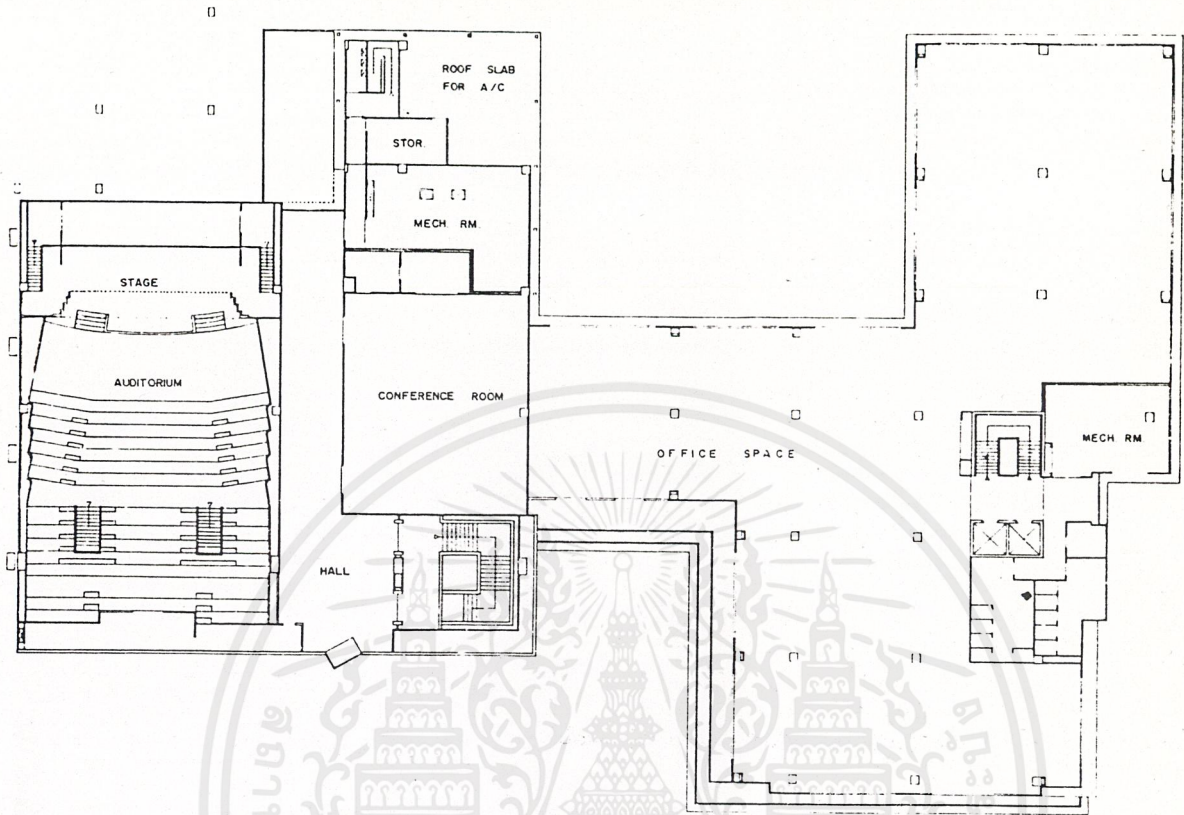 ROOF SLAB
FOR A/C
STOR.
MECH. RM.
STAGE
AUDITORIUM
CONFERENCE ROOM
OFFICE SPACE
MECH RM
HALL